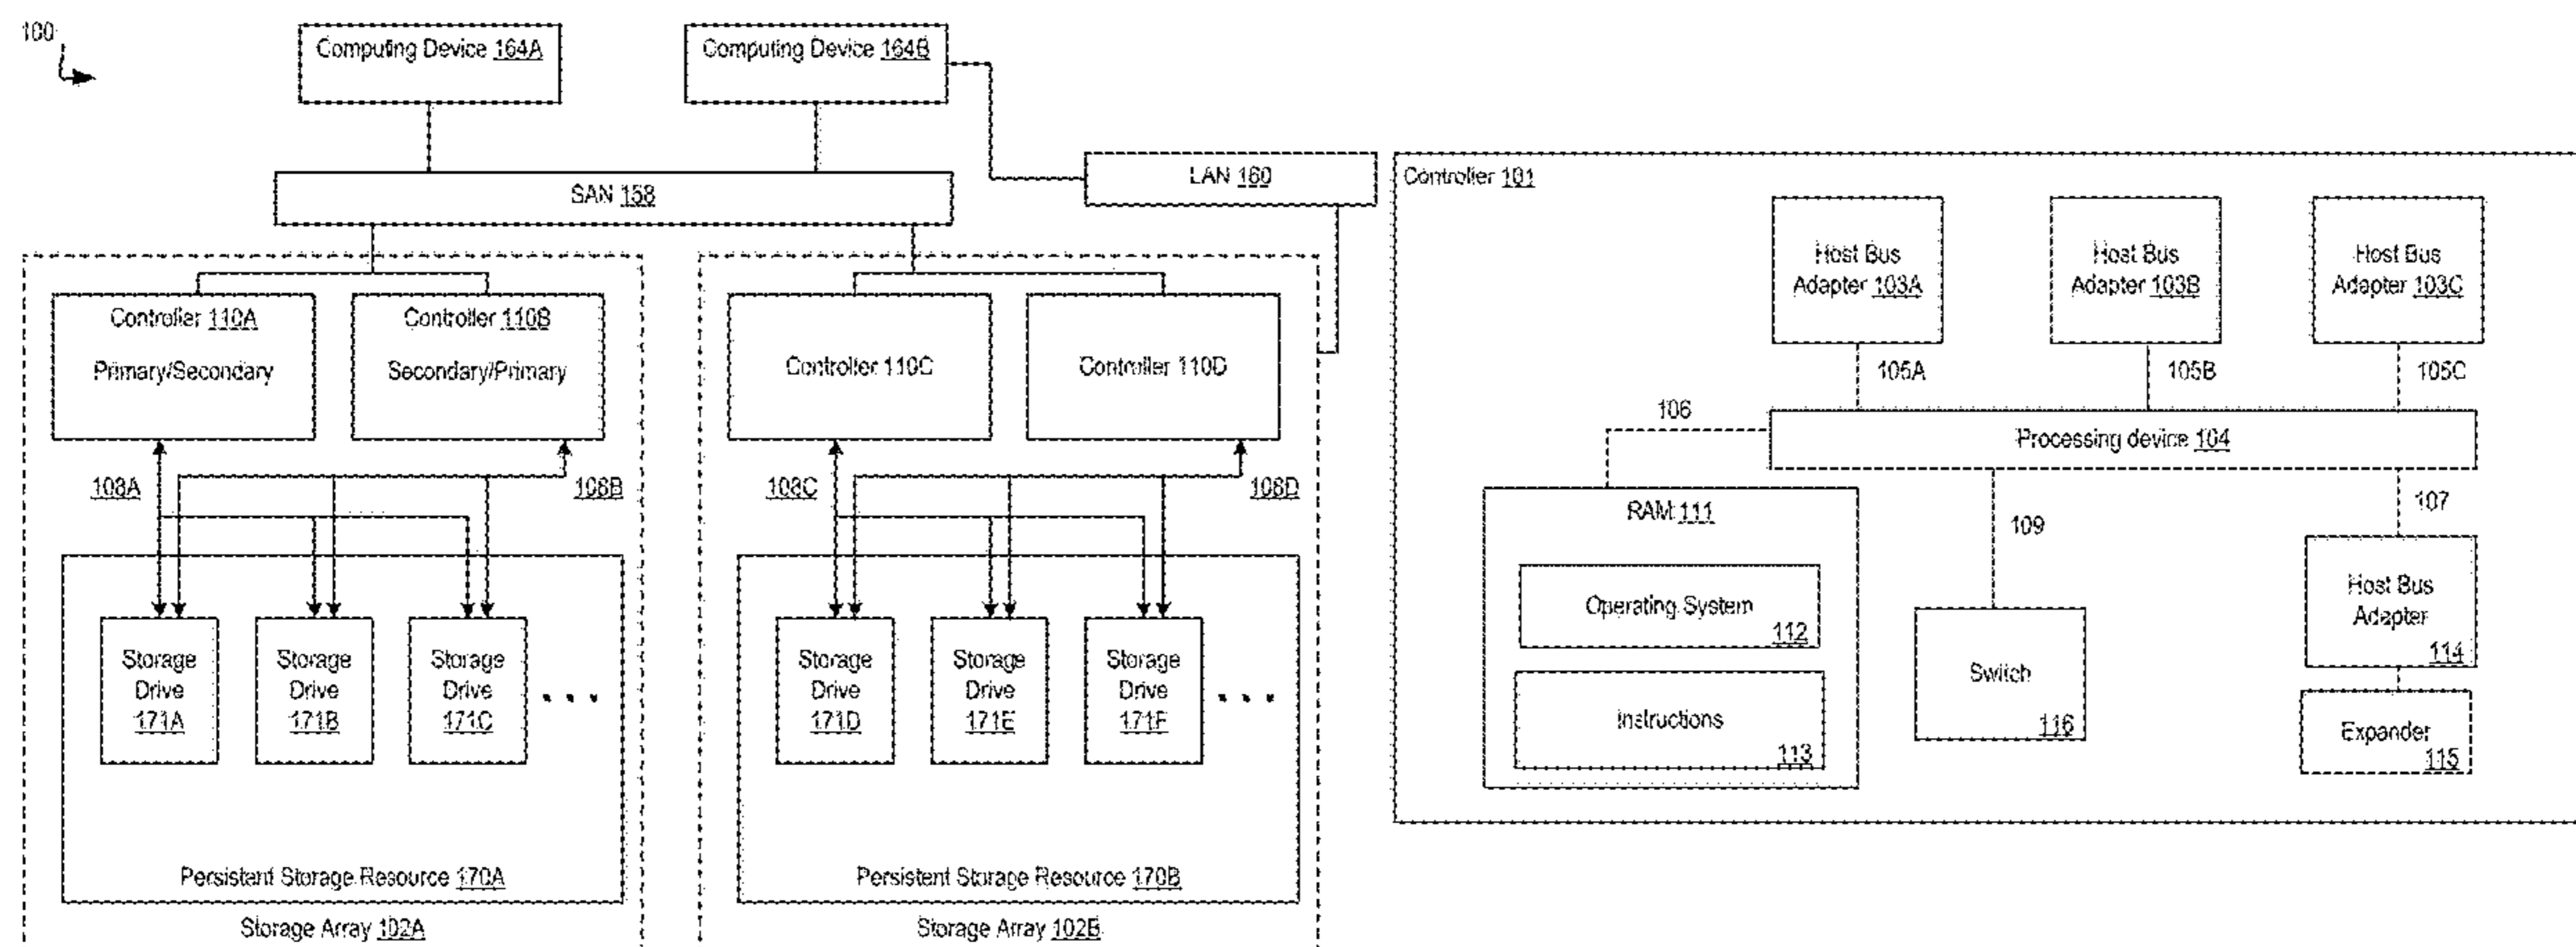 100
Computing Device 164A
Computing Device 164B
SAN 158
LAN 160
Controller 110A
Primary/Secondary
Controller 110B
Secondary/Primary
Controller 110C
Controller 110D
108A
108B
108C
108D
Storage
Drive
171A
Storage
Drive
171B
Storage
Drive
171C
...
Storage
Drive
171D
Storage
Drive
171E
Storage
Drive
171F
...
Persistent Storage Resource 170A
Persistent Storage Resource 170B
Storage Array 102A
Storage Array 102B
Controller 101
Host Bus
Adapter 103A
Host Bus
Adapter 103B
Host Bus
Adapter 103C
105A
105B
105C
106
Processing device 104
RAM 111
109
107
Operating System
112
Instructions
113
Switch
116
Host Bus
Adapter
114
Expander
115